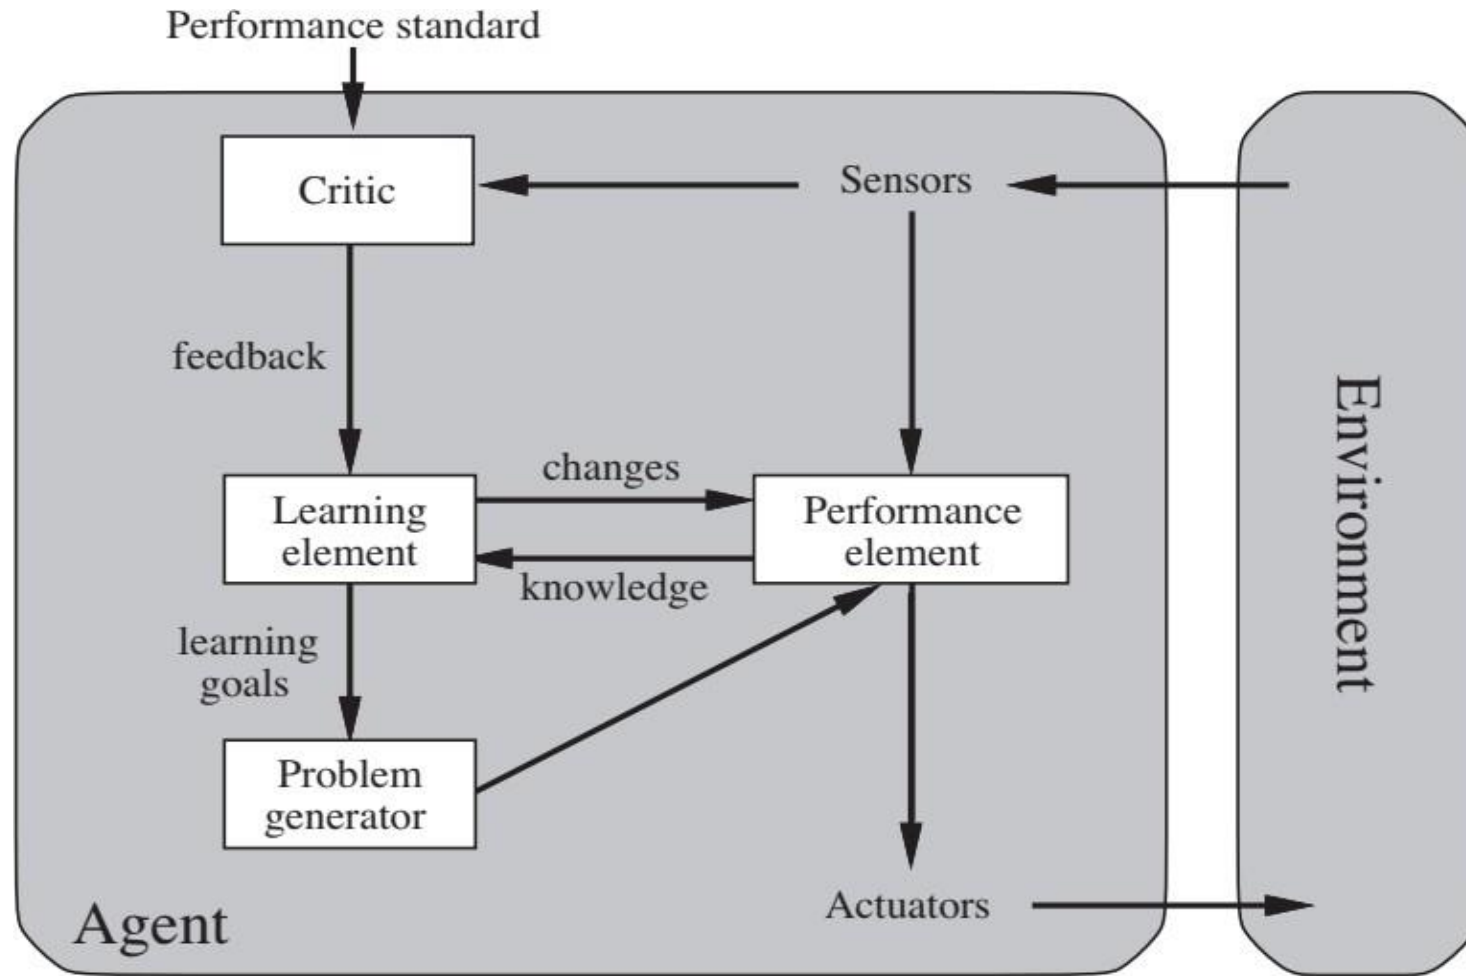 Performance standard
Critic
Sensors
feedback
changes
Learning
element
Performance
element
knowledge
learning
goals
Problem
generator
Actuators
Agent
Environment